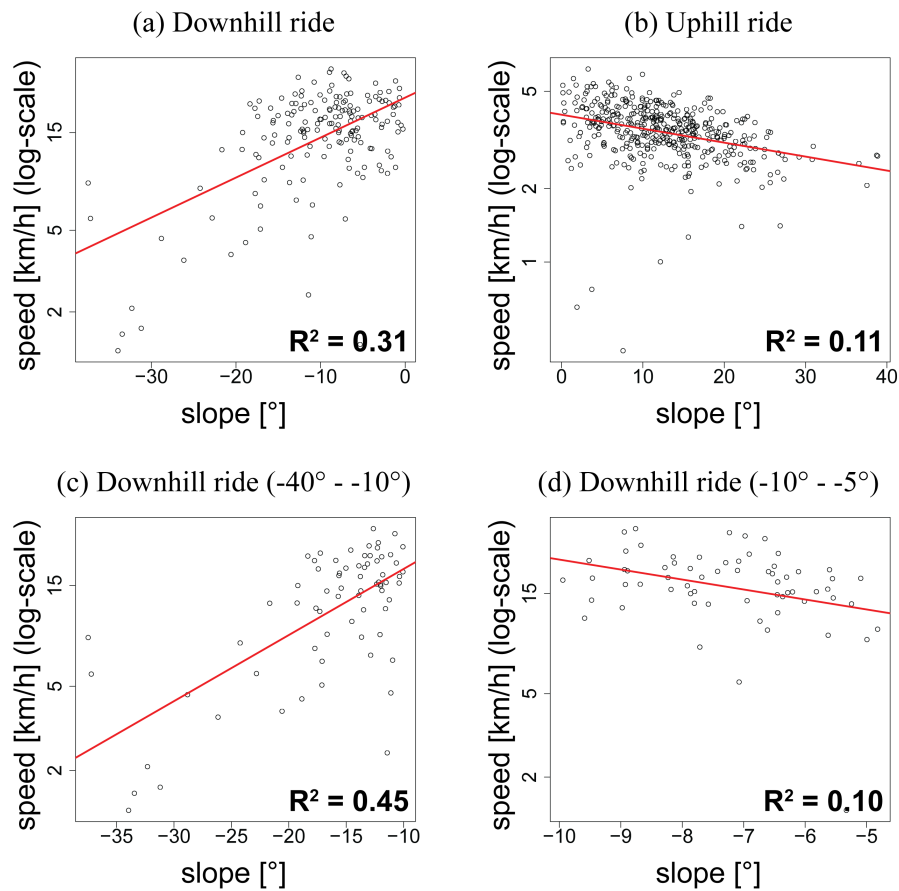 (a) Downhill ride
speed [km/h] (log-scale)
15
5
2
R² = 0.31
−30 −20 −10 0
slope [°]
(b) Uphill ride
speed [km/h] (log-scale)
5
2
1
R² = 0.11
0 10 20 30 40
slope [°]
(c) Downhill ride (-40° - -10°)
speed [km/h] (log-scale)
15
5
2
R² = 0.45
−35 −30 −25 −20 −15 −10
slope [°]
(d) Downhill ride (-10° - -5°)
speed [km/h] (log-scale)
15
5
2
R² = 0.10
−10 −9 −8 −7 −6 −5
slope [°]